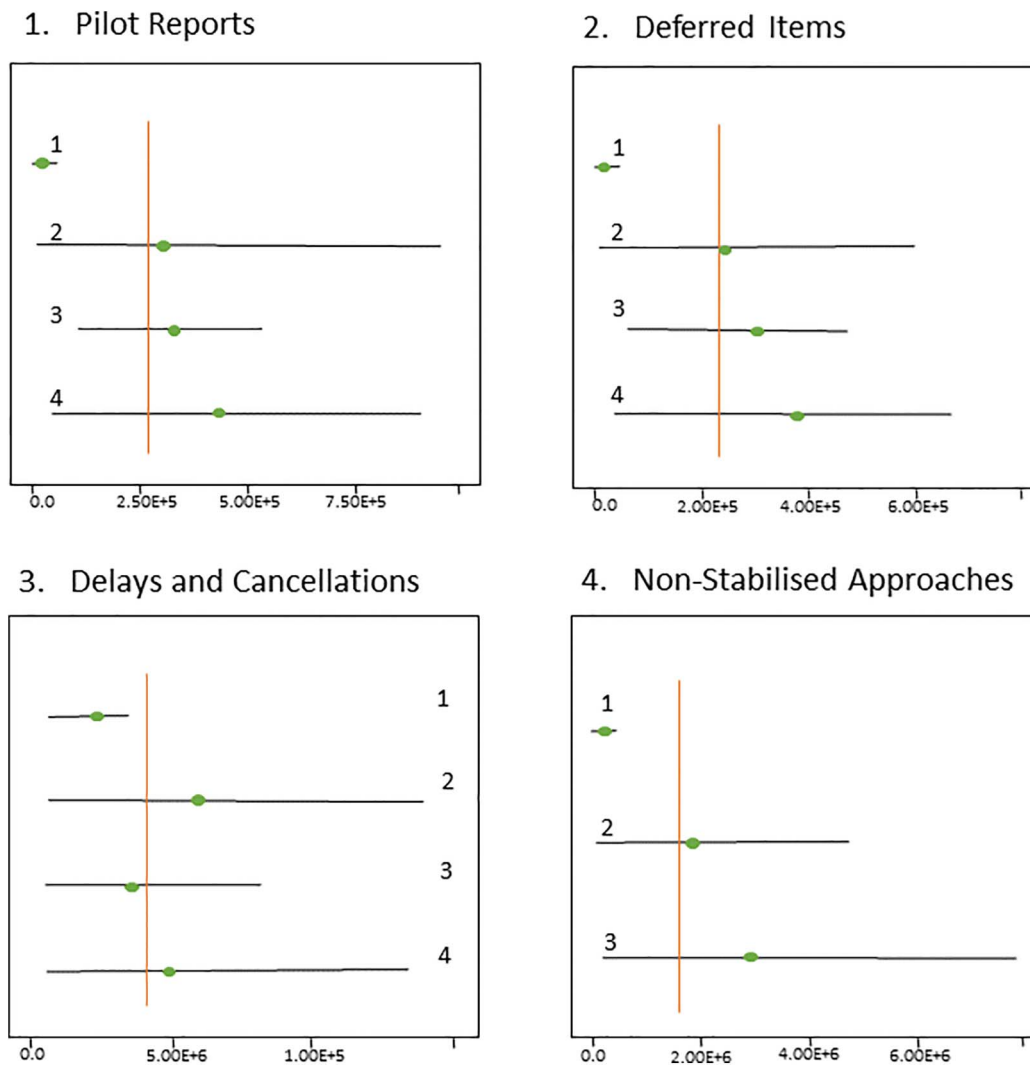 1. Pilot Reports
1
2
3
4
0.0 2.50E+5 5.00E+5 7.50E+5
2. Deferred Items
1
2
3
4
0.0 2.00E+5 4.00E+5 6.00E+5
3. Delays and Cancellations
1
2
3
4
0.0 5.00E+6 1.00E+5
4. Non-Stabilised Approaches
1
2
3
0.0 2.00E+6 4.00E+6 6.00E+6